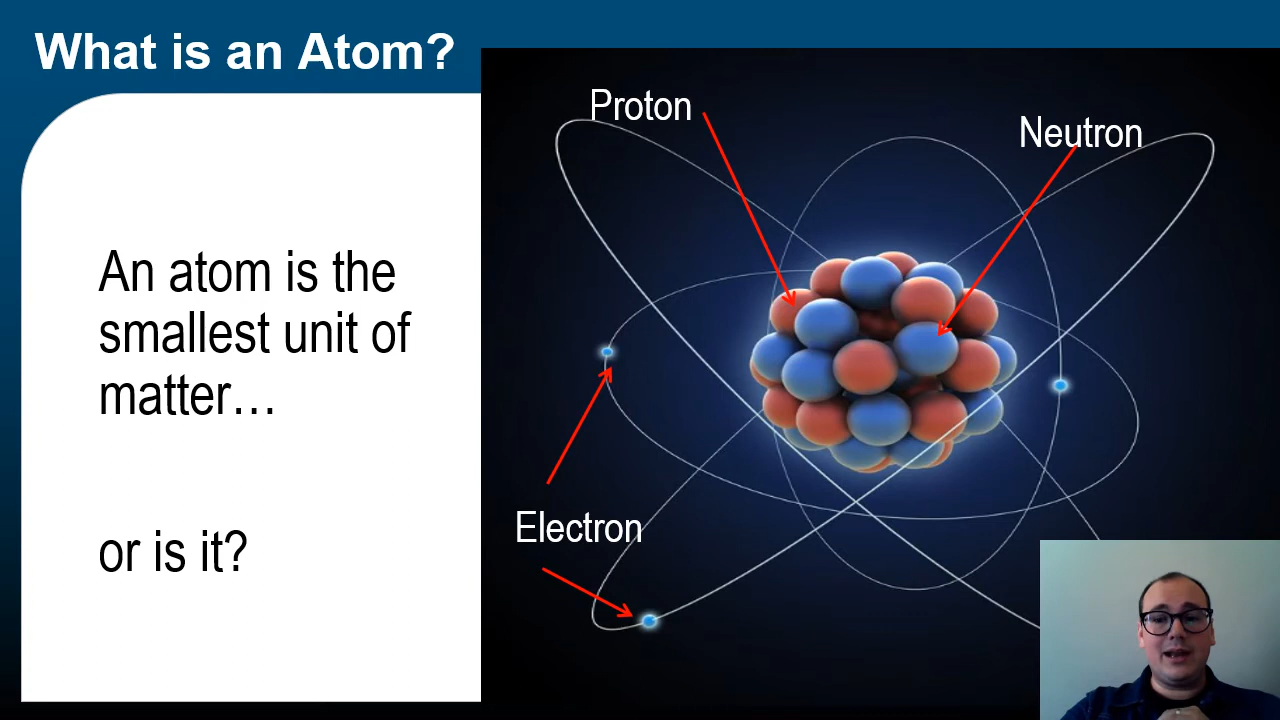 What is an Atom?
An atom is the
smallest unit of
matter…
or is it?
Proton
Neutron
Electron